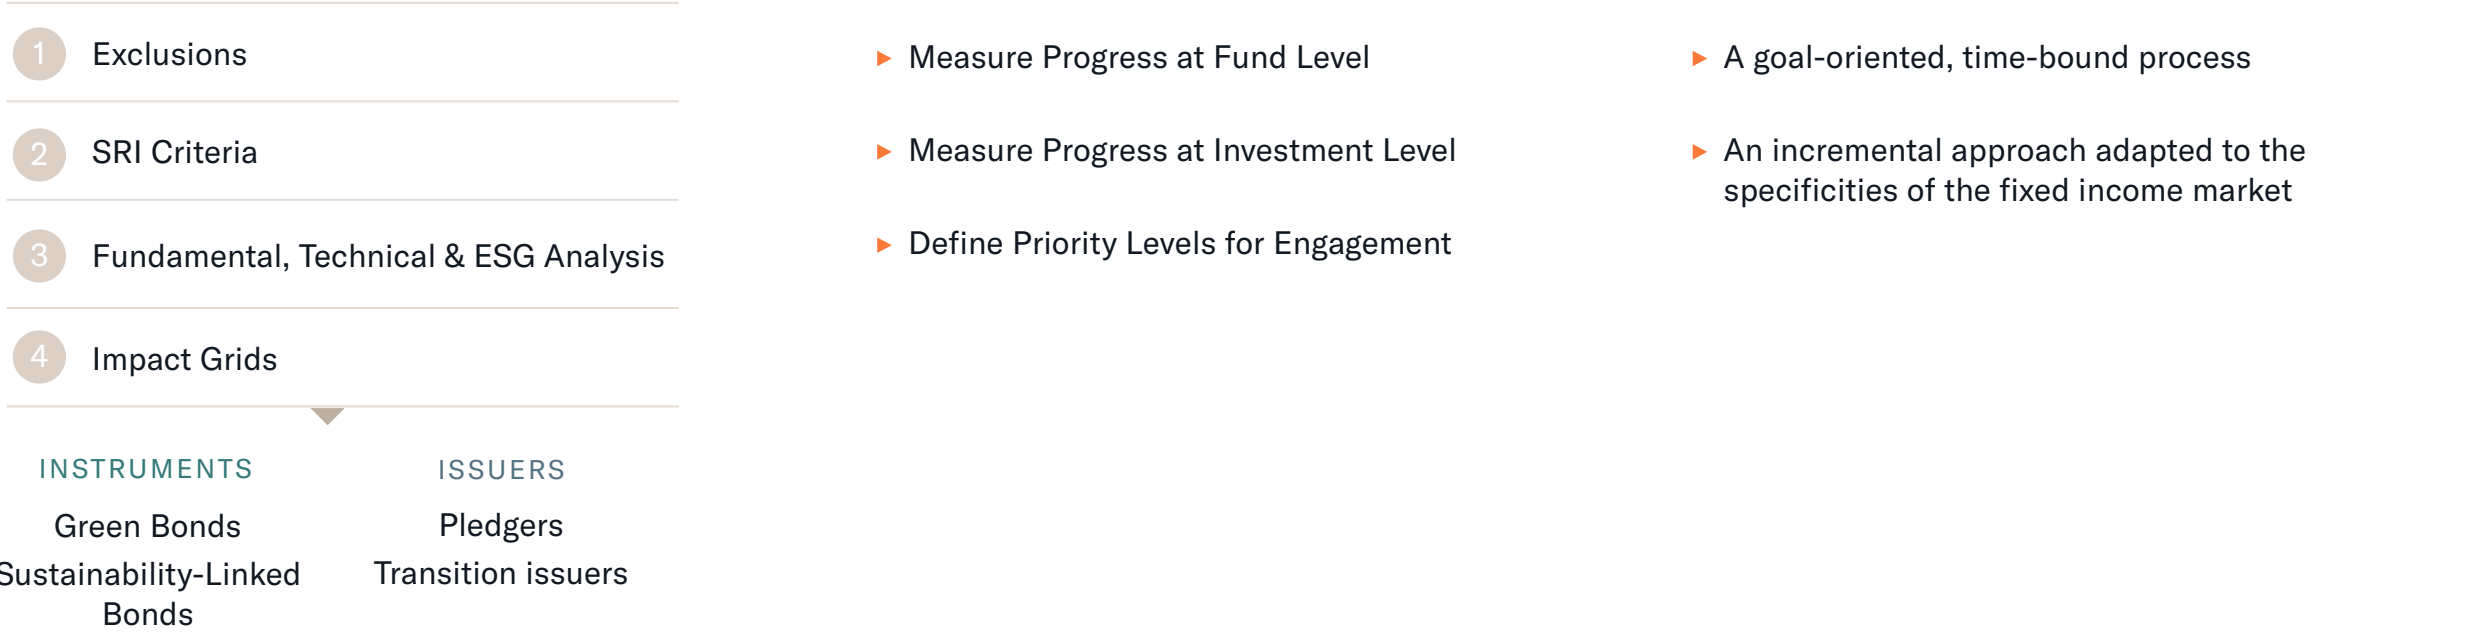 1 Exclusions
2 SRI Criteria
3 Fundamental, Technical & ESG Analysis
4 Impact Grids
INSTRUMENTS
Green Bonds
Sustainability-Linked
Bonds
ISSUERS
Pledgers
Transition issuers
Measure Progress at Fund Level
Measure Progress at Investment Level
Define Priority Levels for Engagement
A goal-oriented, time-bound process
An incremental approach adapted to the
specificities of the fixed income market